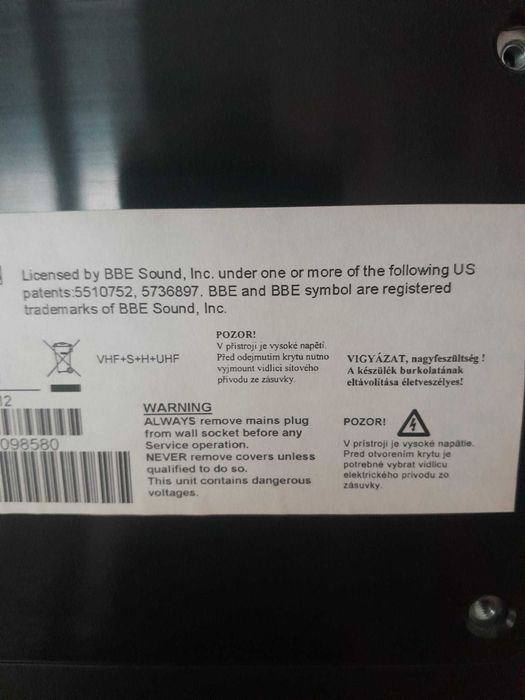 Licensed by BBE Sound, Inc. under one or more of the following US
patents:5510752, 5736897. BBE and BBE symbol are registered
trademarks of BBE Sound, Inc.
VHF+S+H+UHF
POZOR!
V přístroji je vysoké napětí.
Před odejmutím krytu nutno
vyjmount vidlici síťového
přívodu ze zásuvky.
VIGYÁZAT, nagyfeszültség !
A készülék burkolatának
eltávolítása életveszélyes!
12
098580
WARNING
ALWAYS remove mains plug
from wall socket before any
Service operation.
NEVER remove covers unless
qualified to do so.
This unit contains dangerous
voltages.
POZOR!
V prístroji je vysoké napätie.
Pred otvorením krytu je
potrebné vybrat vidlicu
elektrického privodu zo
zásuvky.